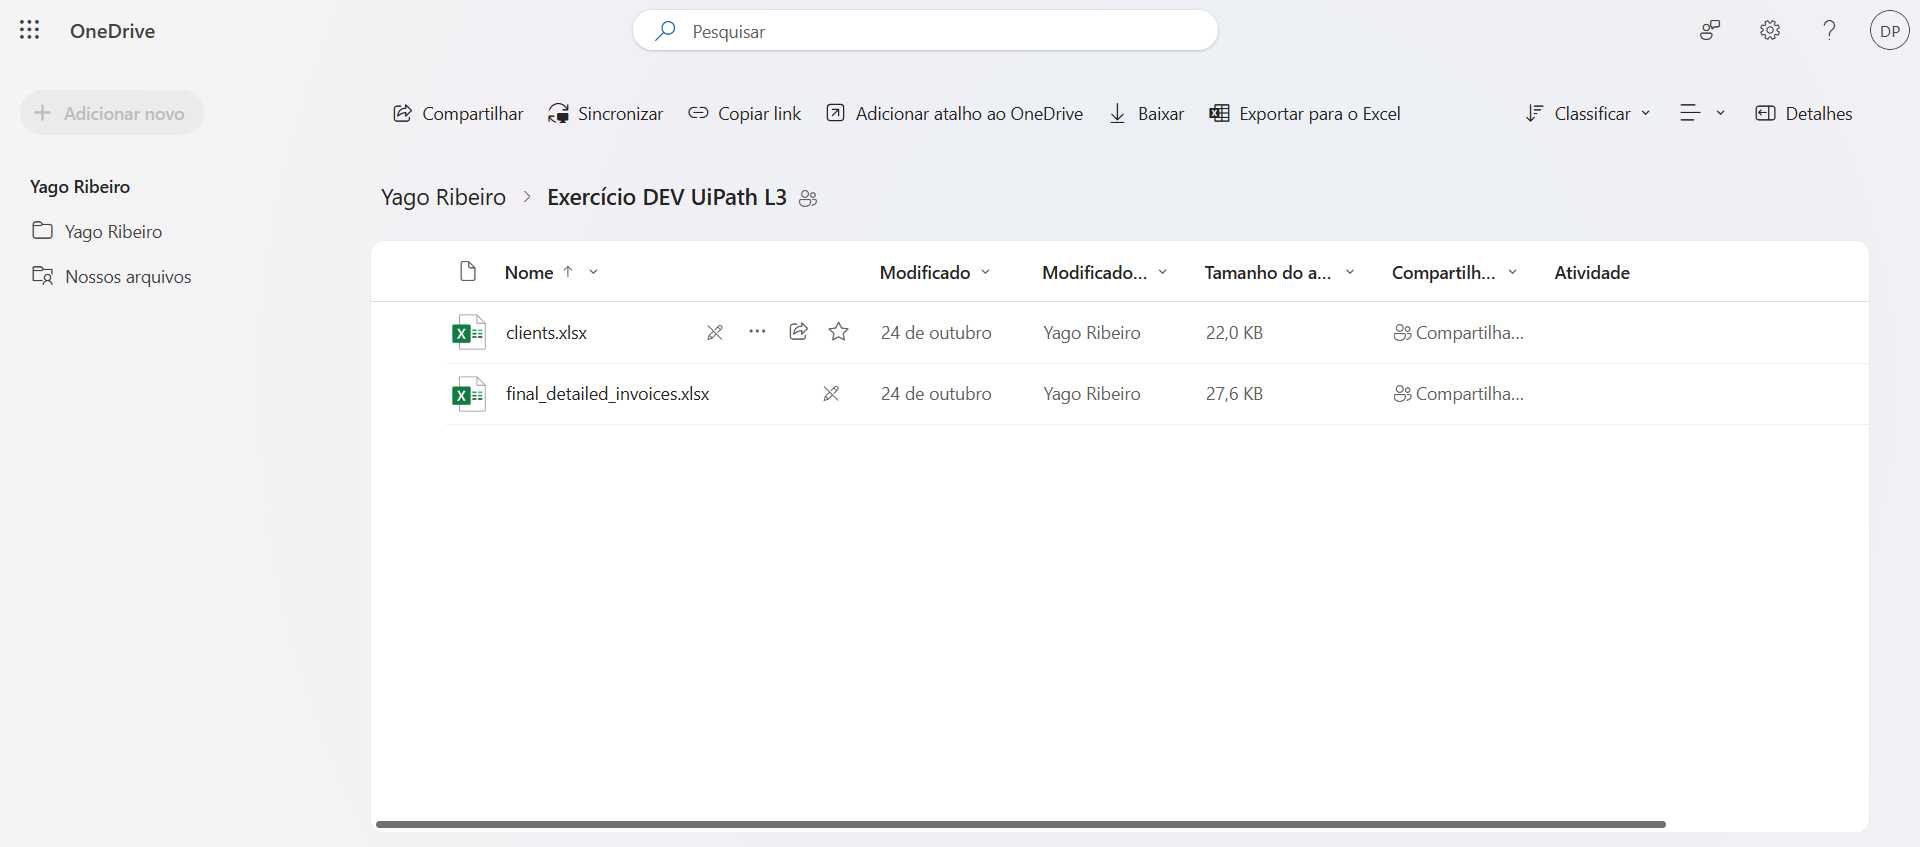 OneDrive
Pesquisar
DP
Adicionar novo
Compartilhar
Sincronizar
Copiar link
Adicionar atalho ao OneDrive
Baixar
Exportar para o Excel
Classificar
Detalhes
Yago Ribeiro
Yago Ribeiro
Nossos arquivos
Yago Ribeiro > Exercício DEV UiPath L3
Nome Modificado Modificado... Tamanho do a... Compartilh... Atividade
clients.xlsx 24 de outubro Yago Ribeiro 22,0 KB Compartilha...
final_detailed_invoices.xlsx 24 de outubro Yago Ribeiro 27,6 KB Compartilha...